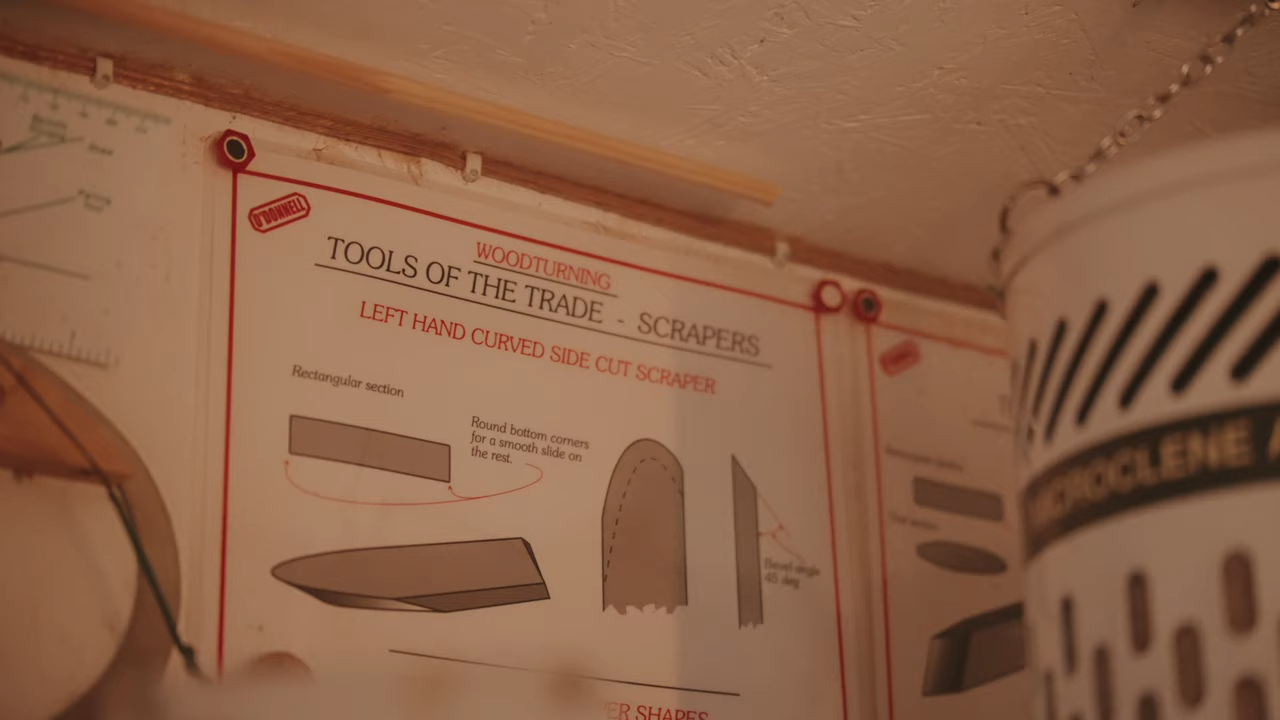 O'DONNELL
WOODTURNING
TOOLS OF THE TRADE - SCRAPERS
LEFT HAND CURVED SIDE CUT SCRAPER
Rectangular section
Round bottom corners
for a smooth slide on
the rest.
Bevel angle
45 deg
SHAPES
MICROCLENE